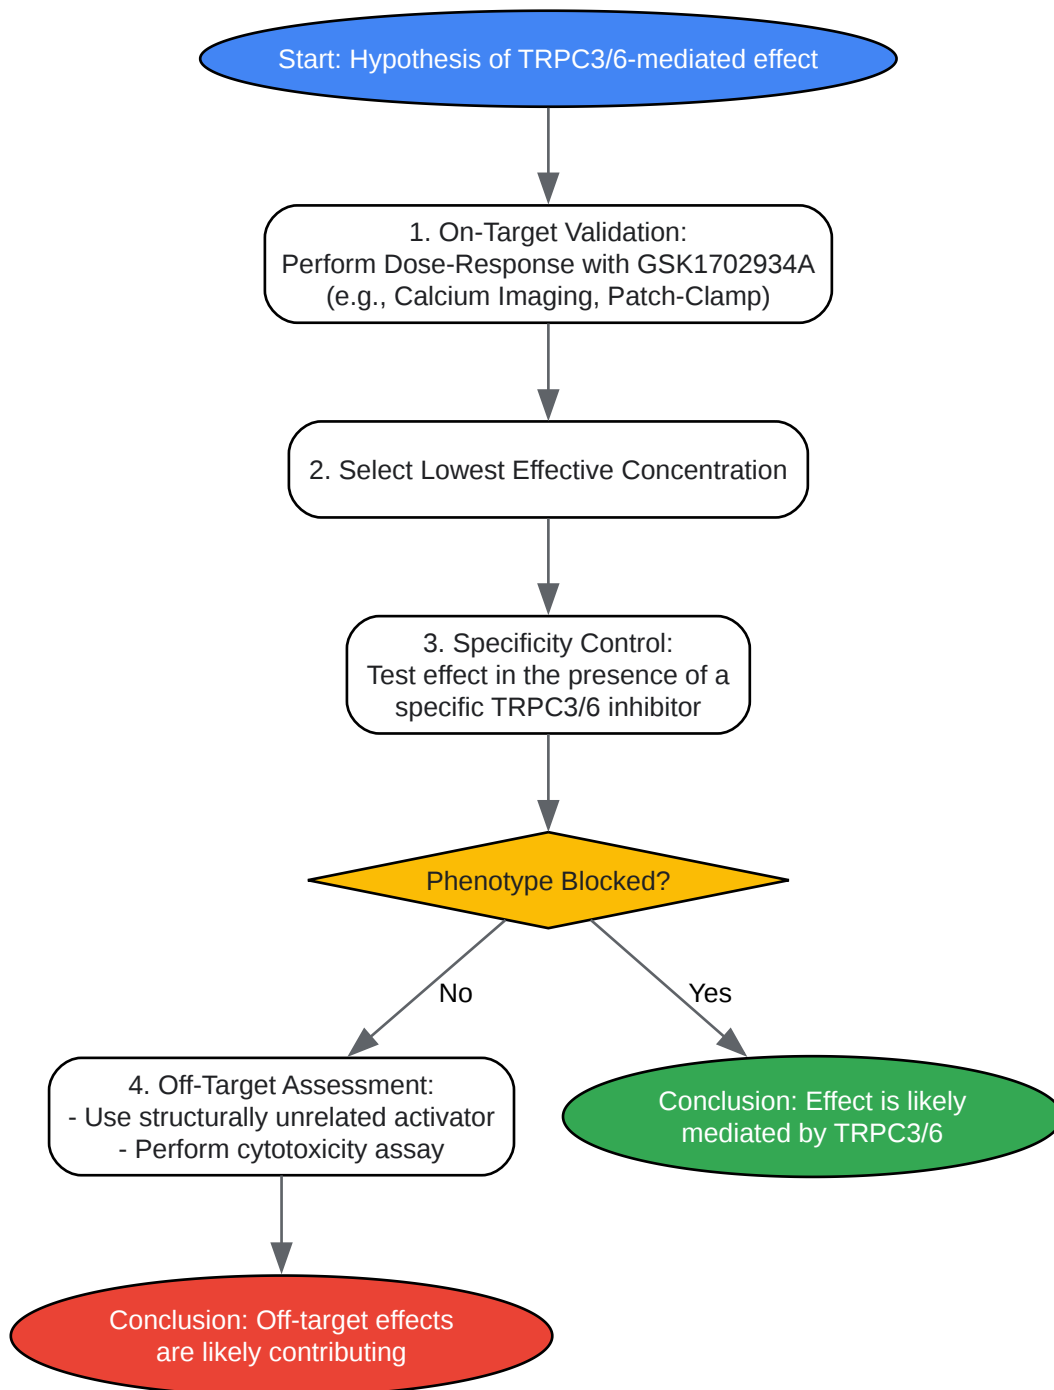 Start: Hypothesis of TRPC3/6-mediated effect
1. On-Target Validation:
Perform Dose-Response with GSK1702934A
(e.g., Calcium Imaging, Patch-Clamp)
2. Select Lowest Effective Concentration
3. Specificity Control:
Test effect in the presence of a
specific TRPC3/6 inhibitor
Phenotype Blocked?
No
Yes
4. Off-Target Assessment:
- Use structurally unrelated activator
- Perform cytotoxicity assay
Conclusion: Effect is likely
mediated by TRPC3/6
Conclusion: Off-target effects
are likely contributing